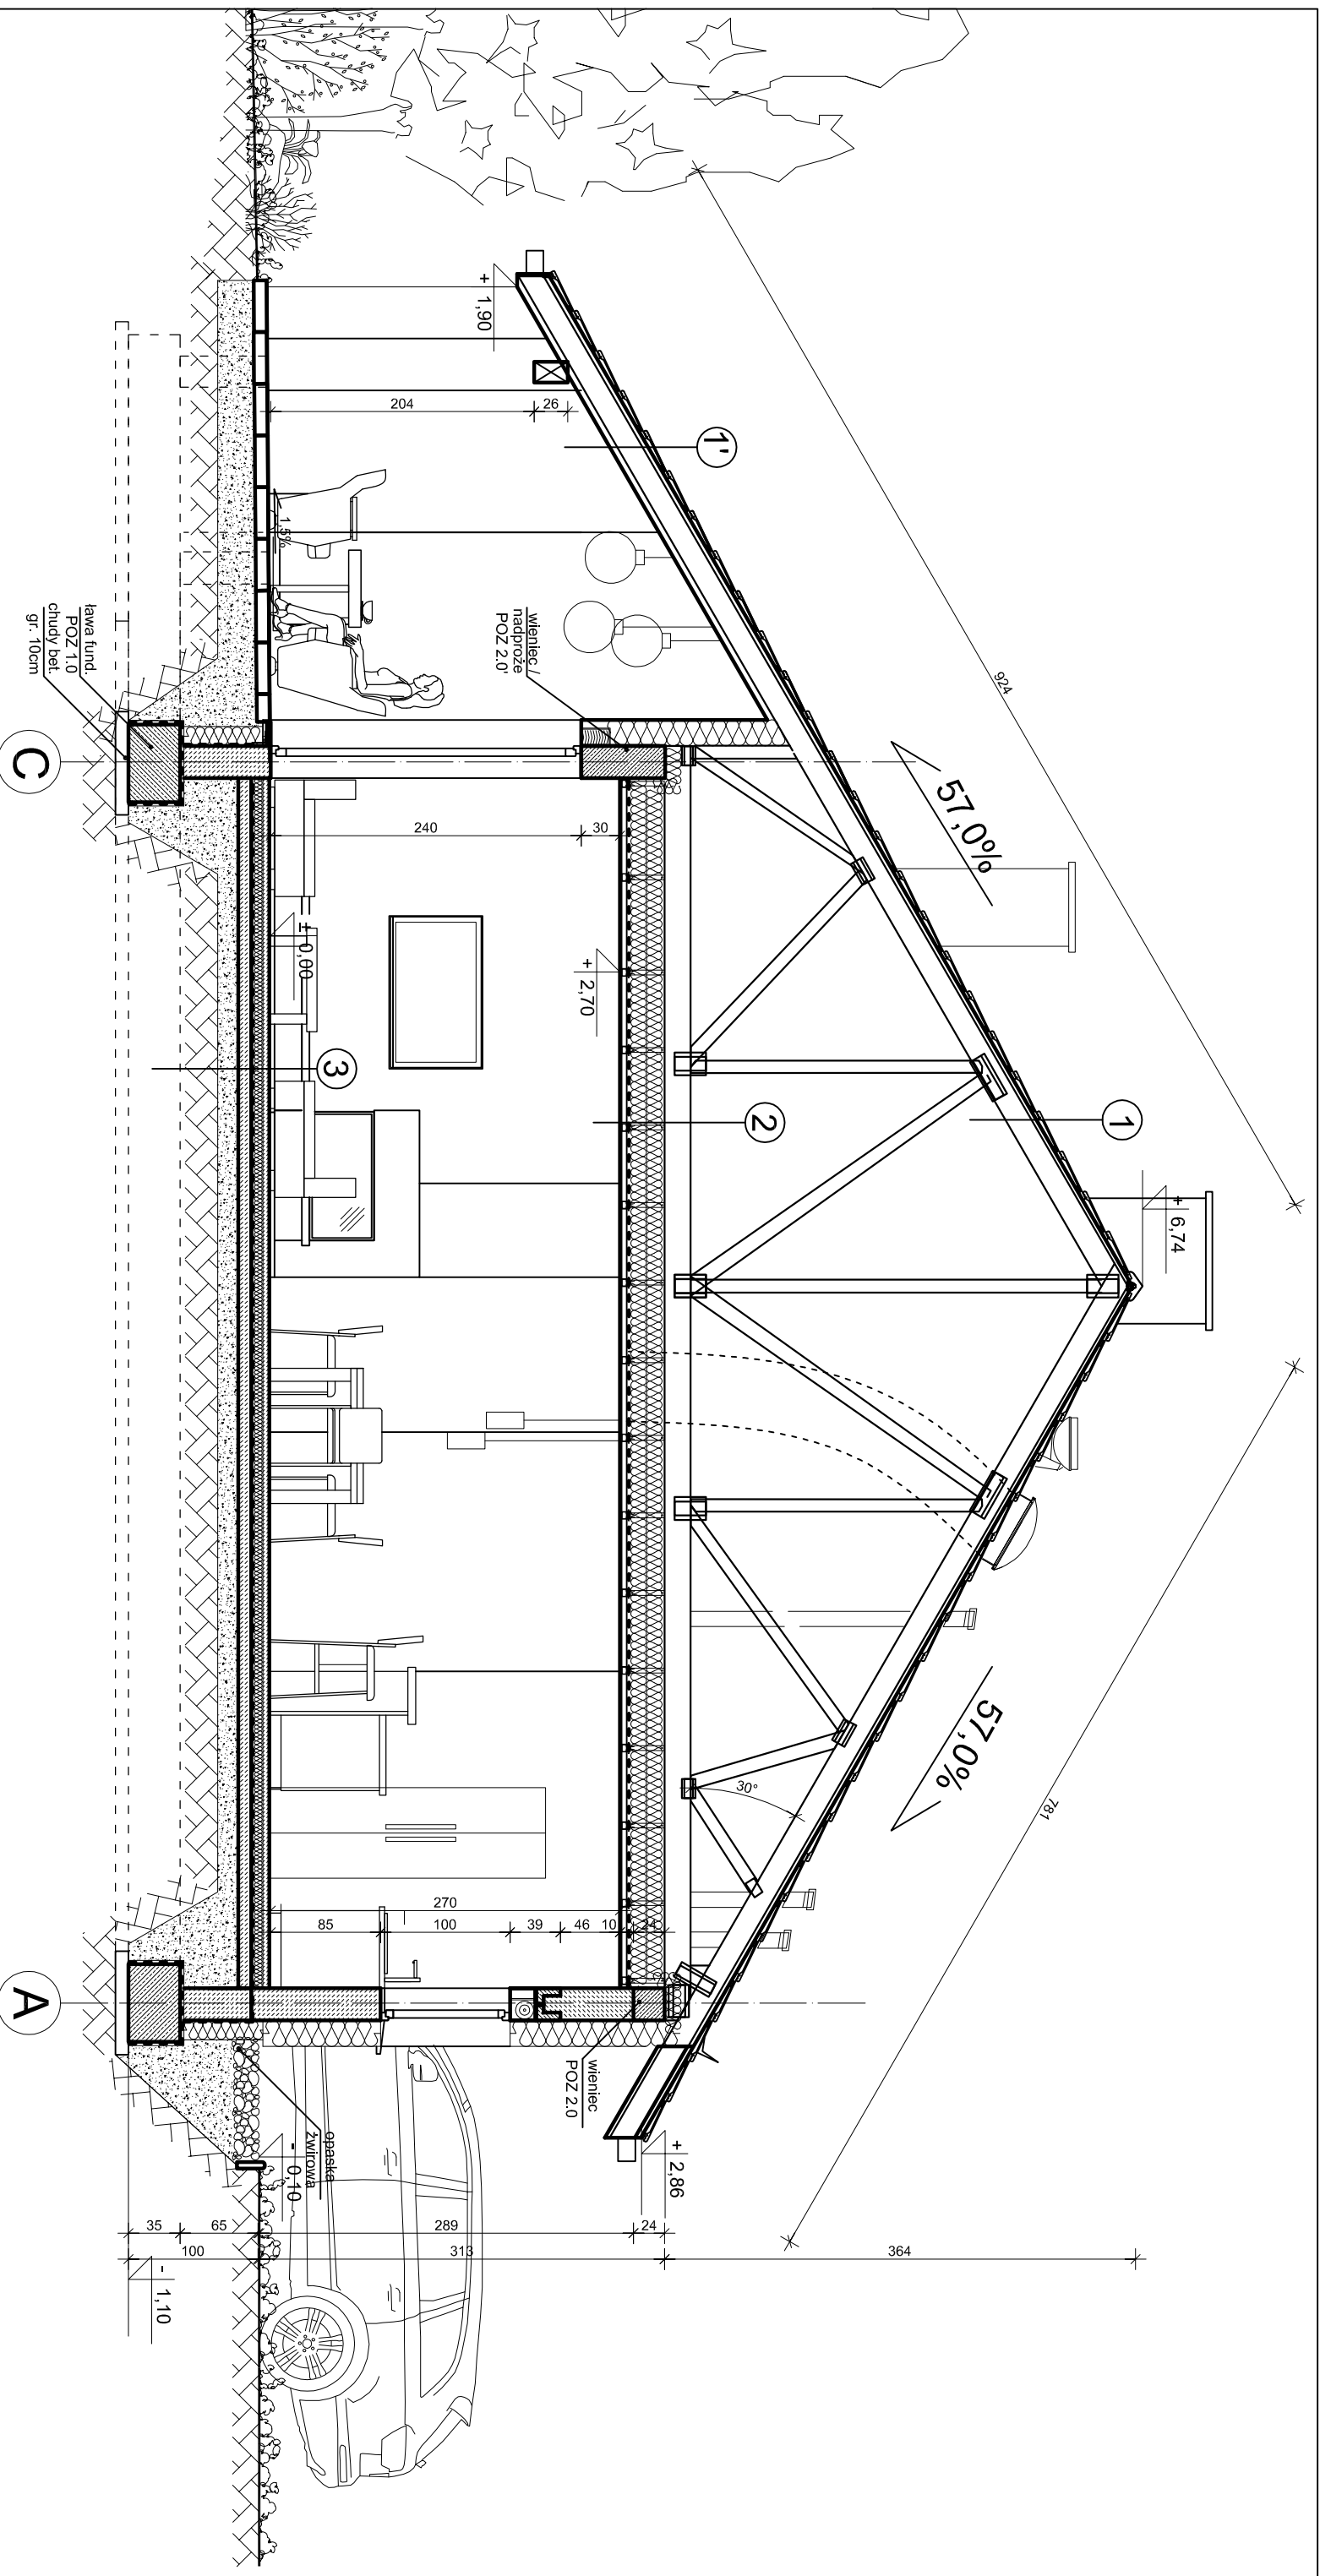 924
781
57,0%
57,0%
+ 6,74
1
1'
2
3
30°
364
+ 1,90
204
26
1,5%
wieniec /
nadproże
POZ 2.0'
240
30
+ 2,70
± 0,00
270
85
100
39
46
10
24
wieniec
POZ 2.0
+ 2,86
opaska
żwirowa
- 0,10
35
65
289
24
100
313
- 1,10
ława fund.
POZ 1.0
chudy bet.
gr. 10cm
C
A